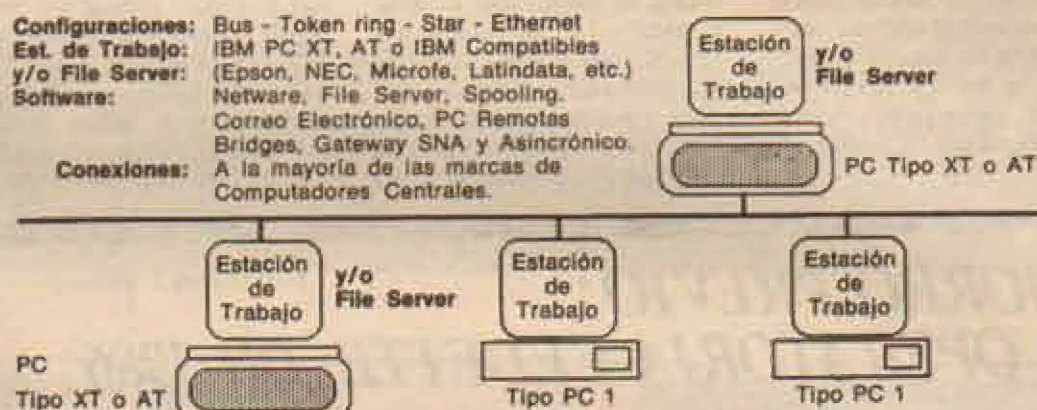 Configuraciones: Bus - Token ring - Star - Ethernet
Est. de Trabajo: IBM PC XT, AT o IBM Compatibles
y/o File Server: (Epson, NEC, Microfe, Latindata, etc.)
Software: Netware, File Server, Spooling.
Correo Electrónico, PC Remotas
Bridges, Gateway SNA y Asincrónico.
Conexiones: A la mayoría de las marcas de
Computadores Centrales.
Estación
de
Trabajo
y/o
File Server
PC Tipo XT o AT
Estación
de
Trabajo
y/o
File Server
PC
Tipo XT o AT
Estación
de
Trabajo
Tipo PC 1
Estación
de
Trabajo
Tipo PC 1